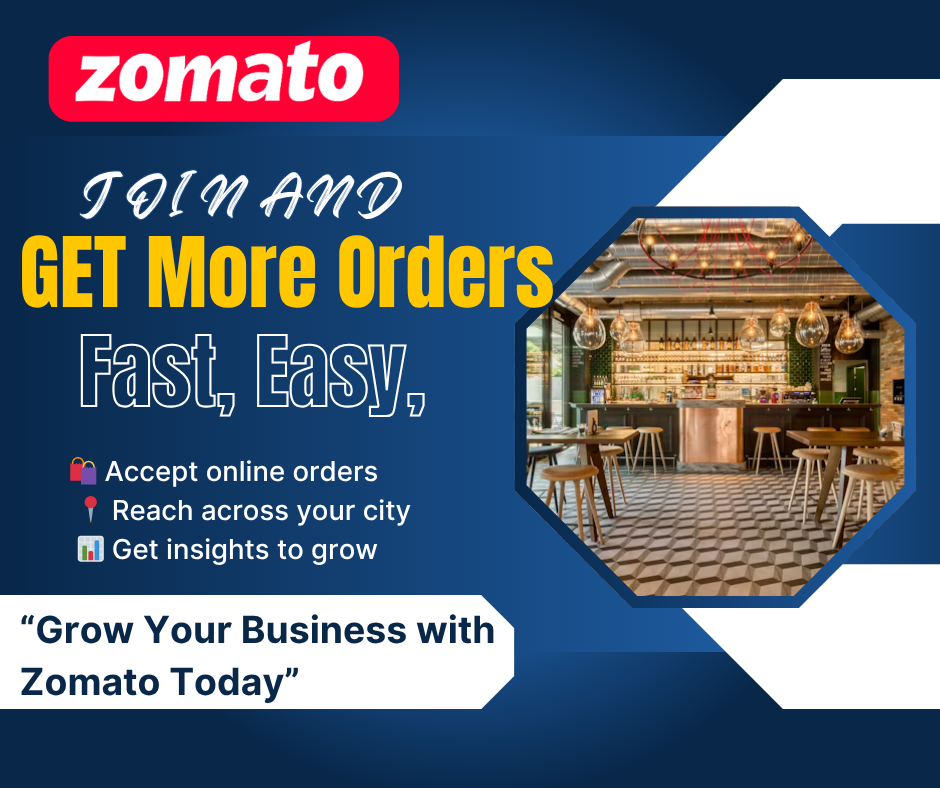 zomato
JOIN AND
GET More Orders
Fast, Easy,
🛍️ Accept online orders
📍 Reach across your city
📊 Get insights to grow
“Grow Your Business with
Zomato Today”